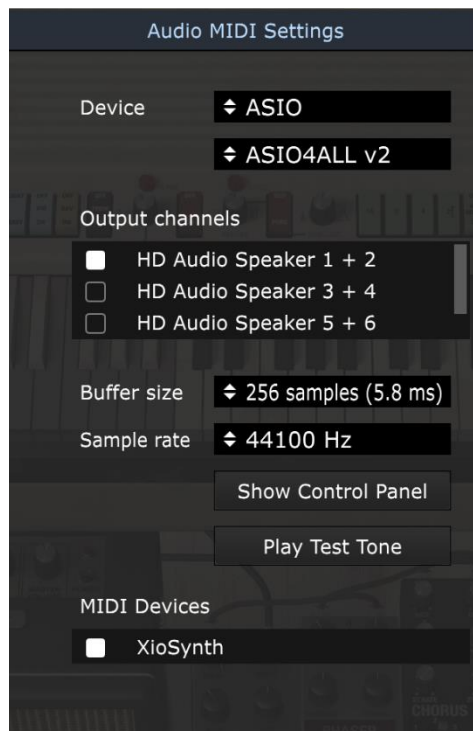 Audio MIDI Settings
Device
ASIO
ASIO4ALL v2
Output channels
HD Audio Speaker 1 + 2
HD Audio Speaker 3 + 4
HD Audio Speaker 5 + 6
Buffer size 256 samples (5.8 ms)
Sample rate 44100 Hz
Show Control Panel
Play Test Tone
MIDI Devices
XioSynth
CHORUS
PHASER